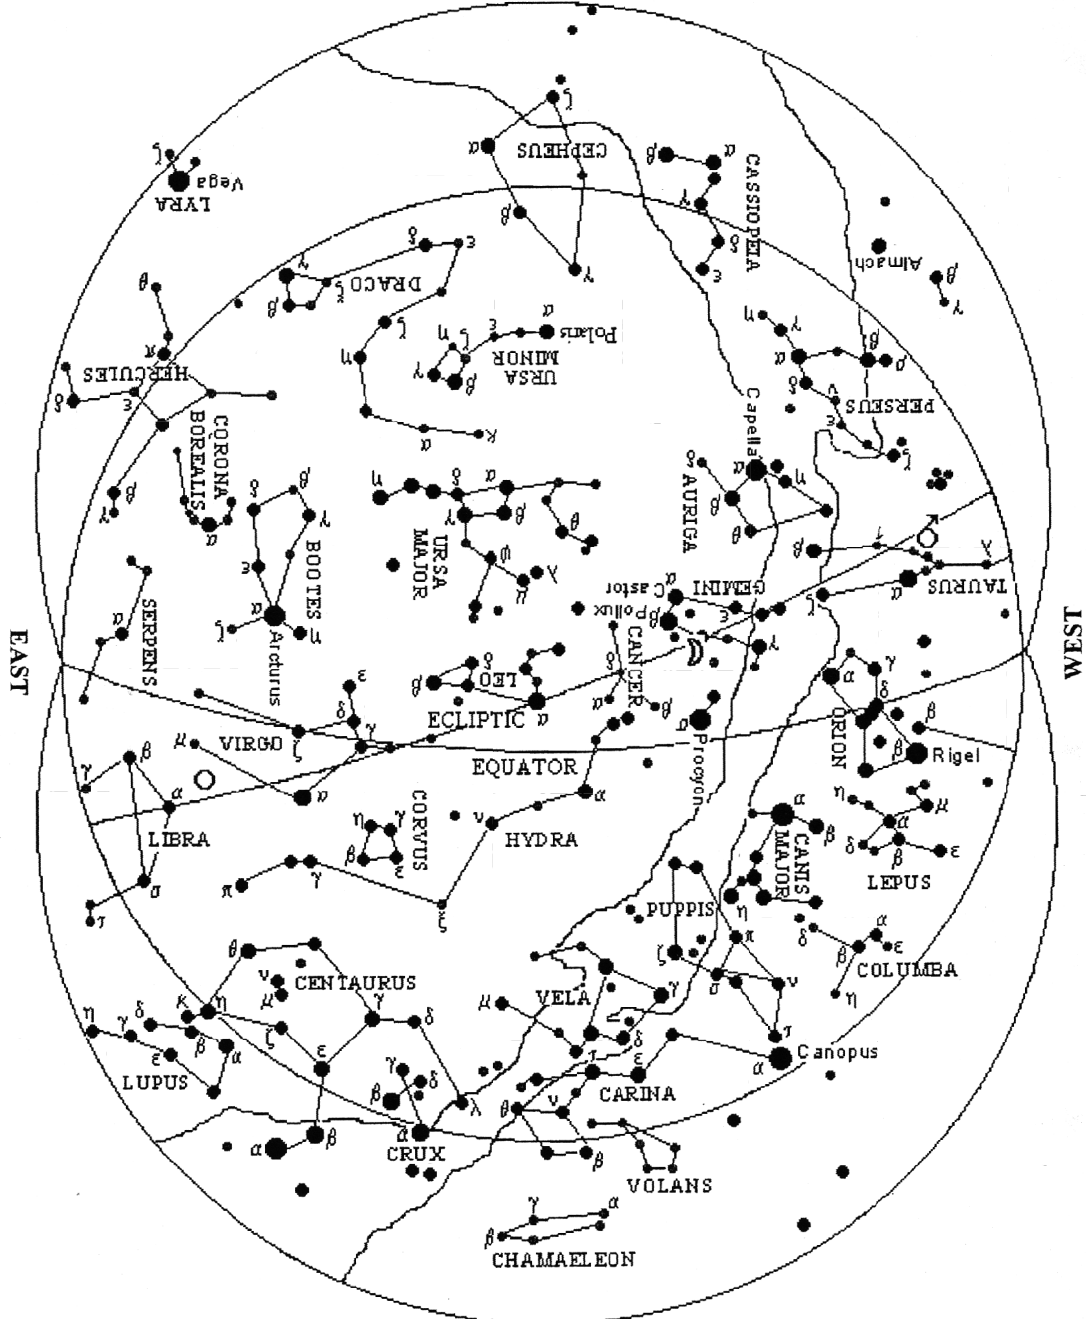 ζ
α
CEPHEUS
β
γ
β
α
γ
δ
ε
CASSIOPEIA
ζ
Vega
LYRA
Almach
β
γ
θ
π
HERCULES
δ
ε
β
γ
γ
β
ξ
DRACO
δ
ε
ζ
η
α
κ
α
Polaris
ε
ζ
η
γ
β
URSA
MINOR
η
γ
α
β
ρ
δ
ν
ε
ζ
PERSEUS
CORONA
BOREALIS
α
Capella
α
η
δ
β
θ
AURIGA
β
δ
γ
ε
α
ζ
η
BOOTES
Arcturus
η
δ
α
γ
β
θ
ψ
λ
μ
URSA
MAJOR
β
ι
λ
α
ζ
TAURUS
α
Castor
Pollux
β
GEMINI
ε
γ
α
SERPENS
EAST
WEST
CANCER
δ
α
β
δ
β
LEO
α
ECLIPTIC
ε
δ
γ
ζ
μ
α
VIRGO
α
Procyon
α
γ
δ
β
ORION
β
Rigel
EQUATOR
β
γ
α
σ
τ
LIBRA
CORVUS
η
γ
β
ε
ν
α
HYDRA
γ
π
ξ
α
β
η
CANIS
MAJOR
η
μ
α
δ
β
ε
LEPUS
PUPPIS
ζ
π
σ
ν
τ
δ
α
β
ε
COLUMBA
η
θ
ν
μ
CENTAURUS
κ
η
ζ
γ
δ
ε
λ
α
β
μ
VELA
γ
δ
η
γ
δ
β
ε
α
LUPUS
γ
δ
β
α
CRUX
ε
ι
CARINA
θ
ν
β
α
Canopus
VOLANS
γ
α
β
CHAMAELEON